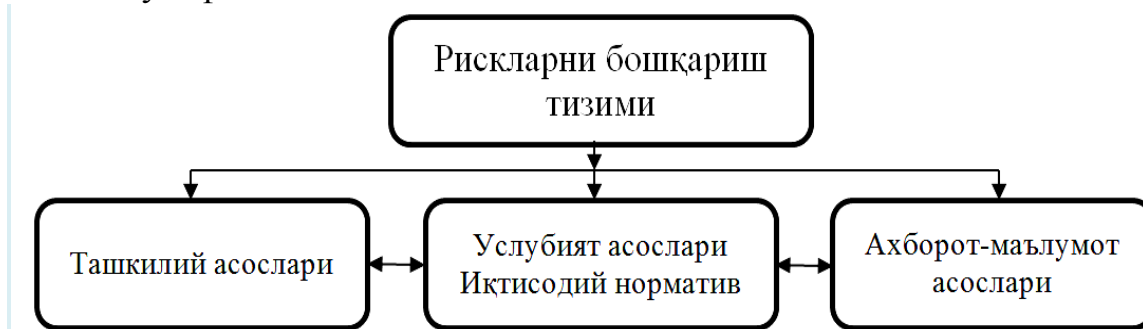 Рискларни бошқариш
тизими
Ташкилий асослари
Услубият асослари
Иқтисодий норматив
Ахборот-маълумот
асослари